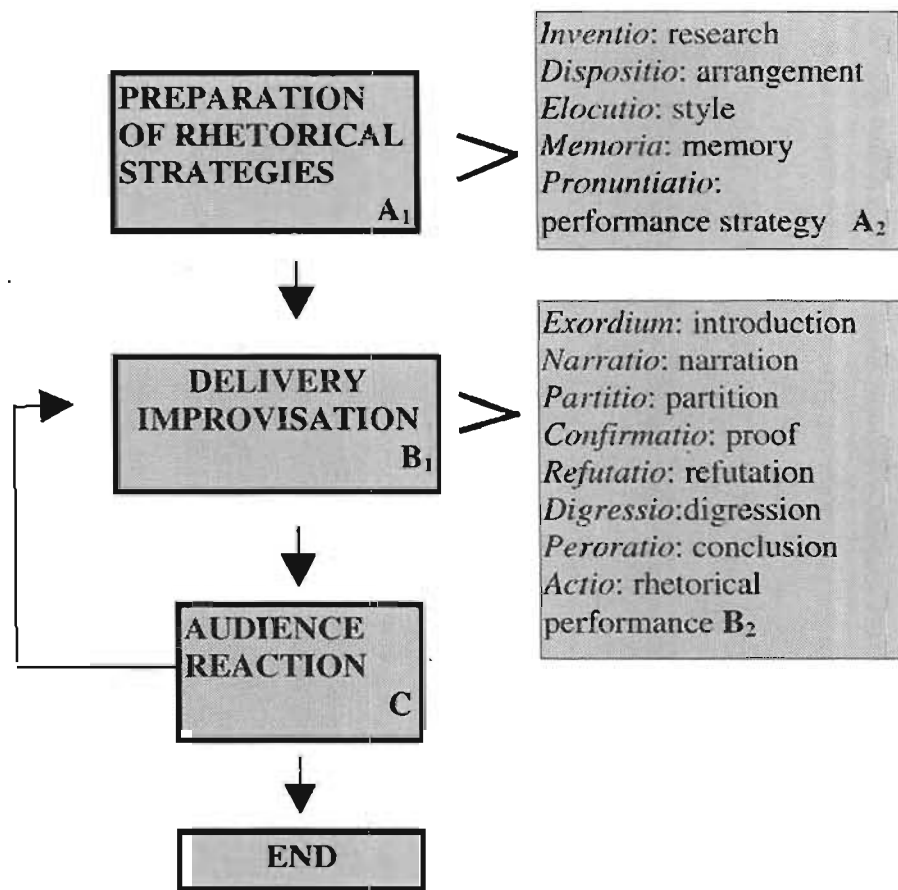 PREPARATION
OF RHETORICAL
STRATEGIES
A₁
>
Inventio: research
Dispositio: arrangement
Elocutio: style
Memoria: memory
Pronuntiatio:
performance strategy A₂
DELIVERY
IMPROVISATION
B₁
>
Exordium: introduction
Narratio: narration
Partitio: partition
Confirmatio: proof
Refutatio: refutation
Digressio:digression
Peroratio: conclusion
Actio: rhetorical
performance B₂
AUDIENCE
REACTION
C
END